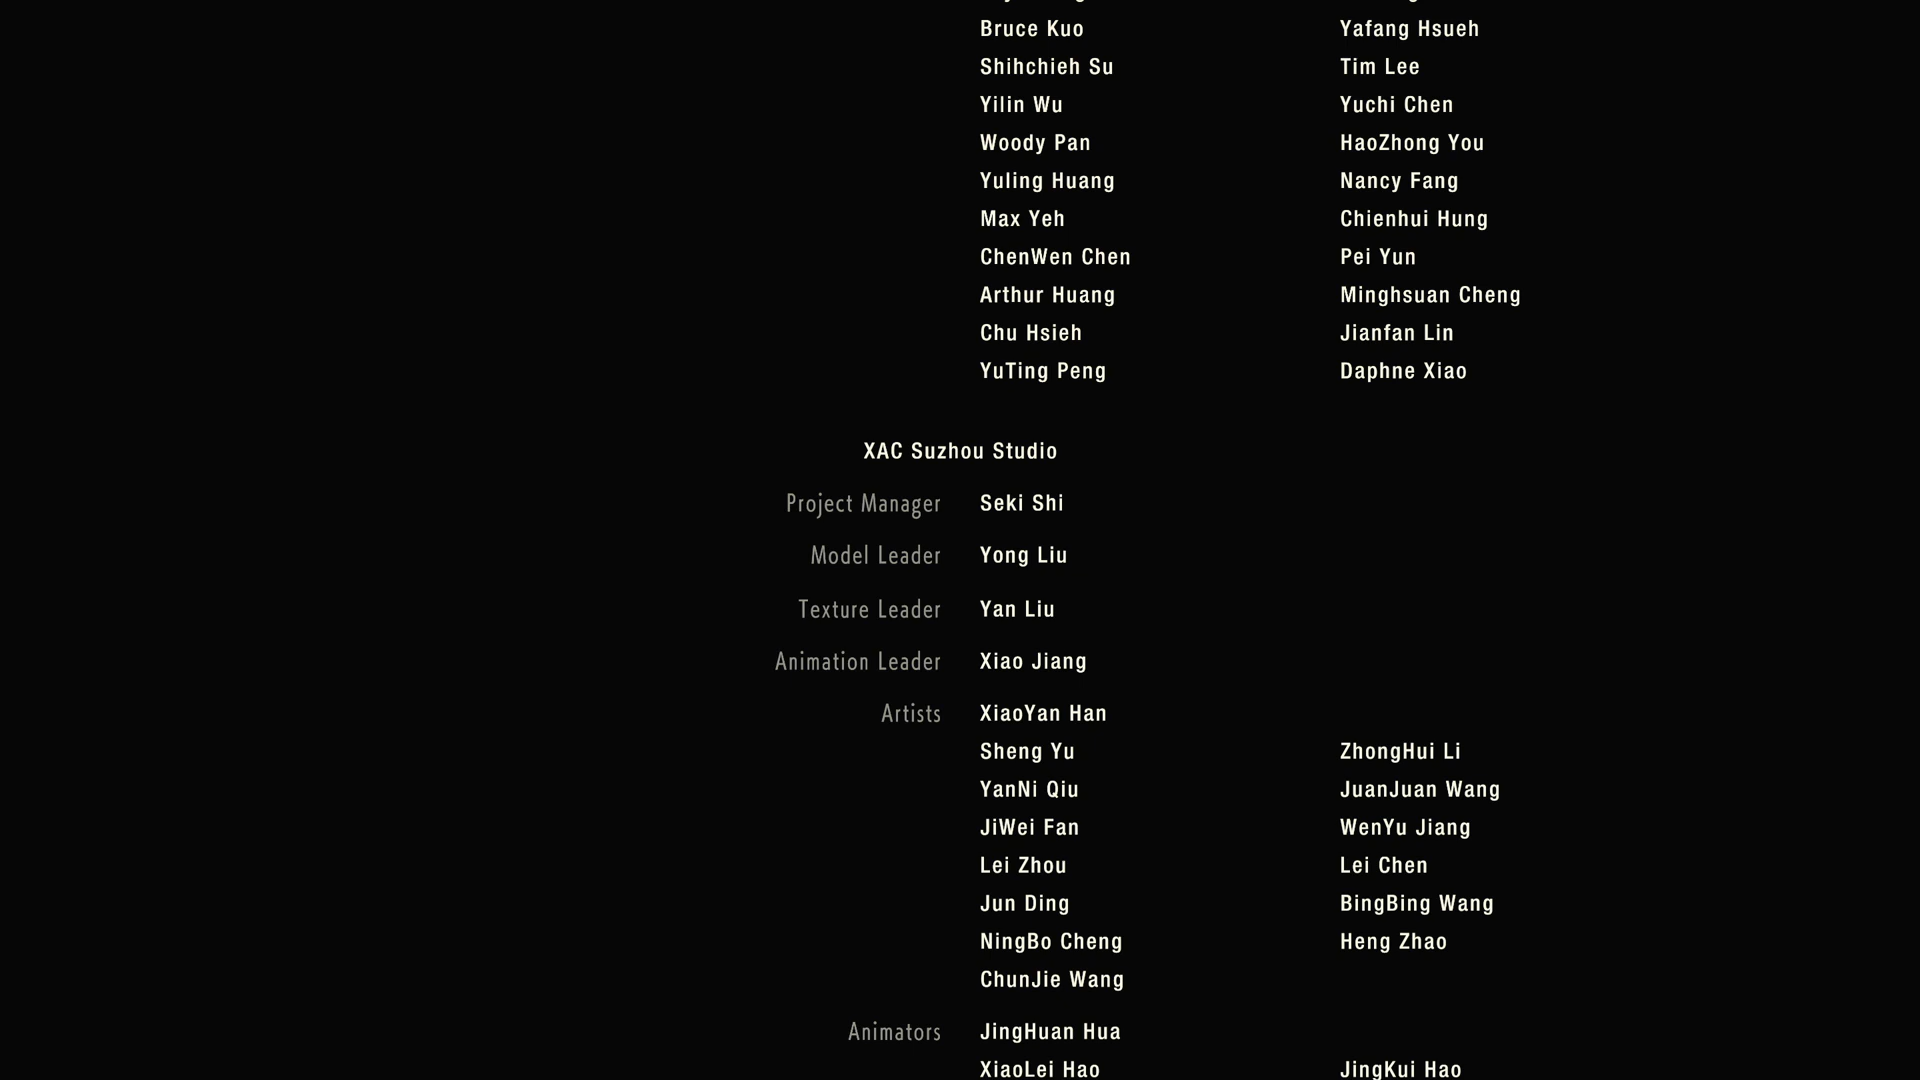 Bruce Kuo Yafang Hsueh
Shihchieh Su Tim Lee
Yilin Wu Yuchi Chen
Woody Pan HaoZhong You
Yuling Huang Nancy Fang
Max Yeh Chienhui Hung
ChenWen Chen Pei Yun
Arthur Huang Minghsuan Cheng
Chu Hsieh Jianfan Lin
YuTing Peng Daphne Xiao
XAC Suzhou Studio
Project Manager Seki Shi
Model Leader Yong Liu
Texture Leader Yan Liu
Animation Leader Xiao Jiang
Artists XiaoYan Han
Sheng Yu ZhongHui Li
YanNi Qiu JuanJuan Wang
JiWei Fan WenYu Jiang
Lei Zhou Lei Chen
Jun Ding BingBing Wang
NingBo Cheng Heng Zhao
ChunJie Wang
Animators JingHuan Hua
XiaoLei Hao JingKui Hao